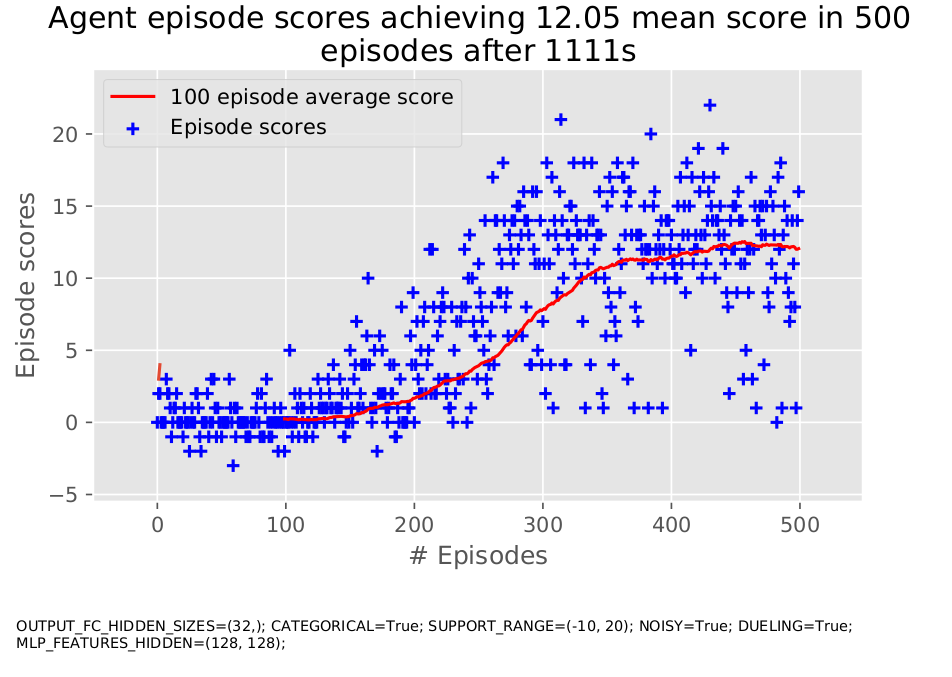 Agent episode scores achieving 12.05 mean score in 500
episodes after 1111s
100 episode average score
Episode scores
Episode scores
20
15
10
5
0
−5
0 100 200 300 400 500
# Episodes
OUTPUT_FC_HIDDEN_SIZES=(32,); CATEGORICAL=True; SUPPORT_RANGE=(-10, 20); NOISY=True; DUELING=True;
MLP_FEATURES_HIDDEN=(128, 128);